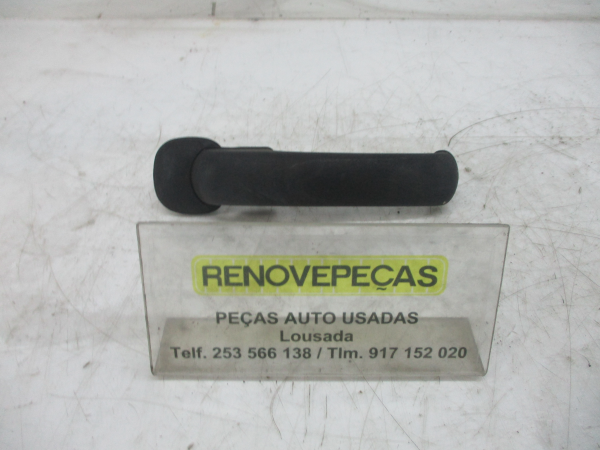 RENOVEPEÇAS
PEÇAS AUTO USADAS
Lousada
Telf. 253 566 138 / Tlm. 917 152 020